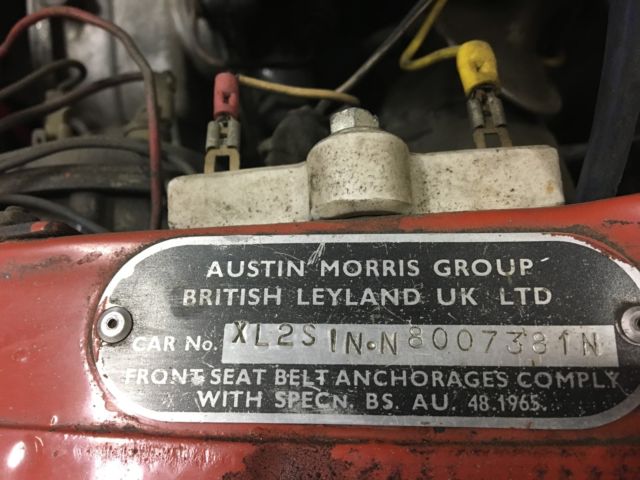 AUSTIN MORRIS GROUP
BRITISH LEYLAND UK LTD
CAR No. XL2S1N·N8007381N
FRONT SEAT BELT ANCHORAGES COMPLY
WITH SPECN. BS. AU. 48.1965.